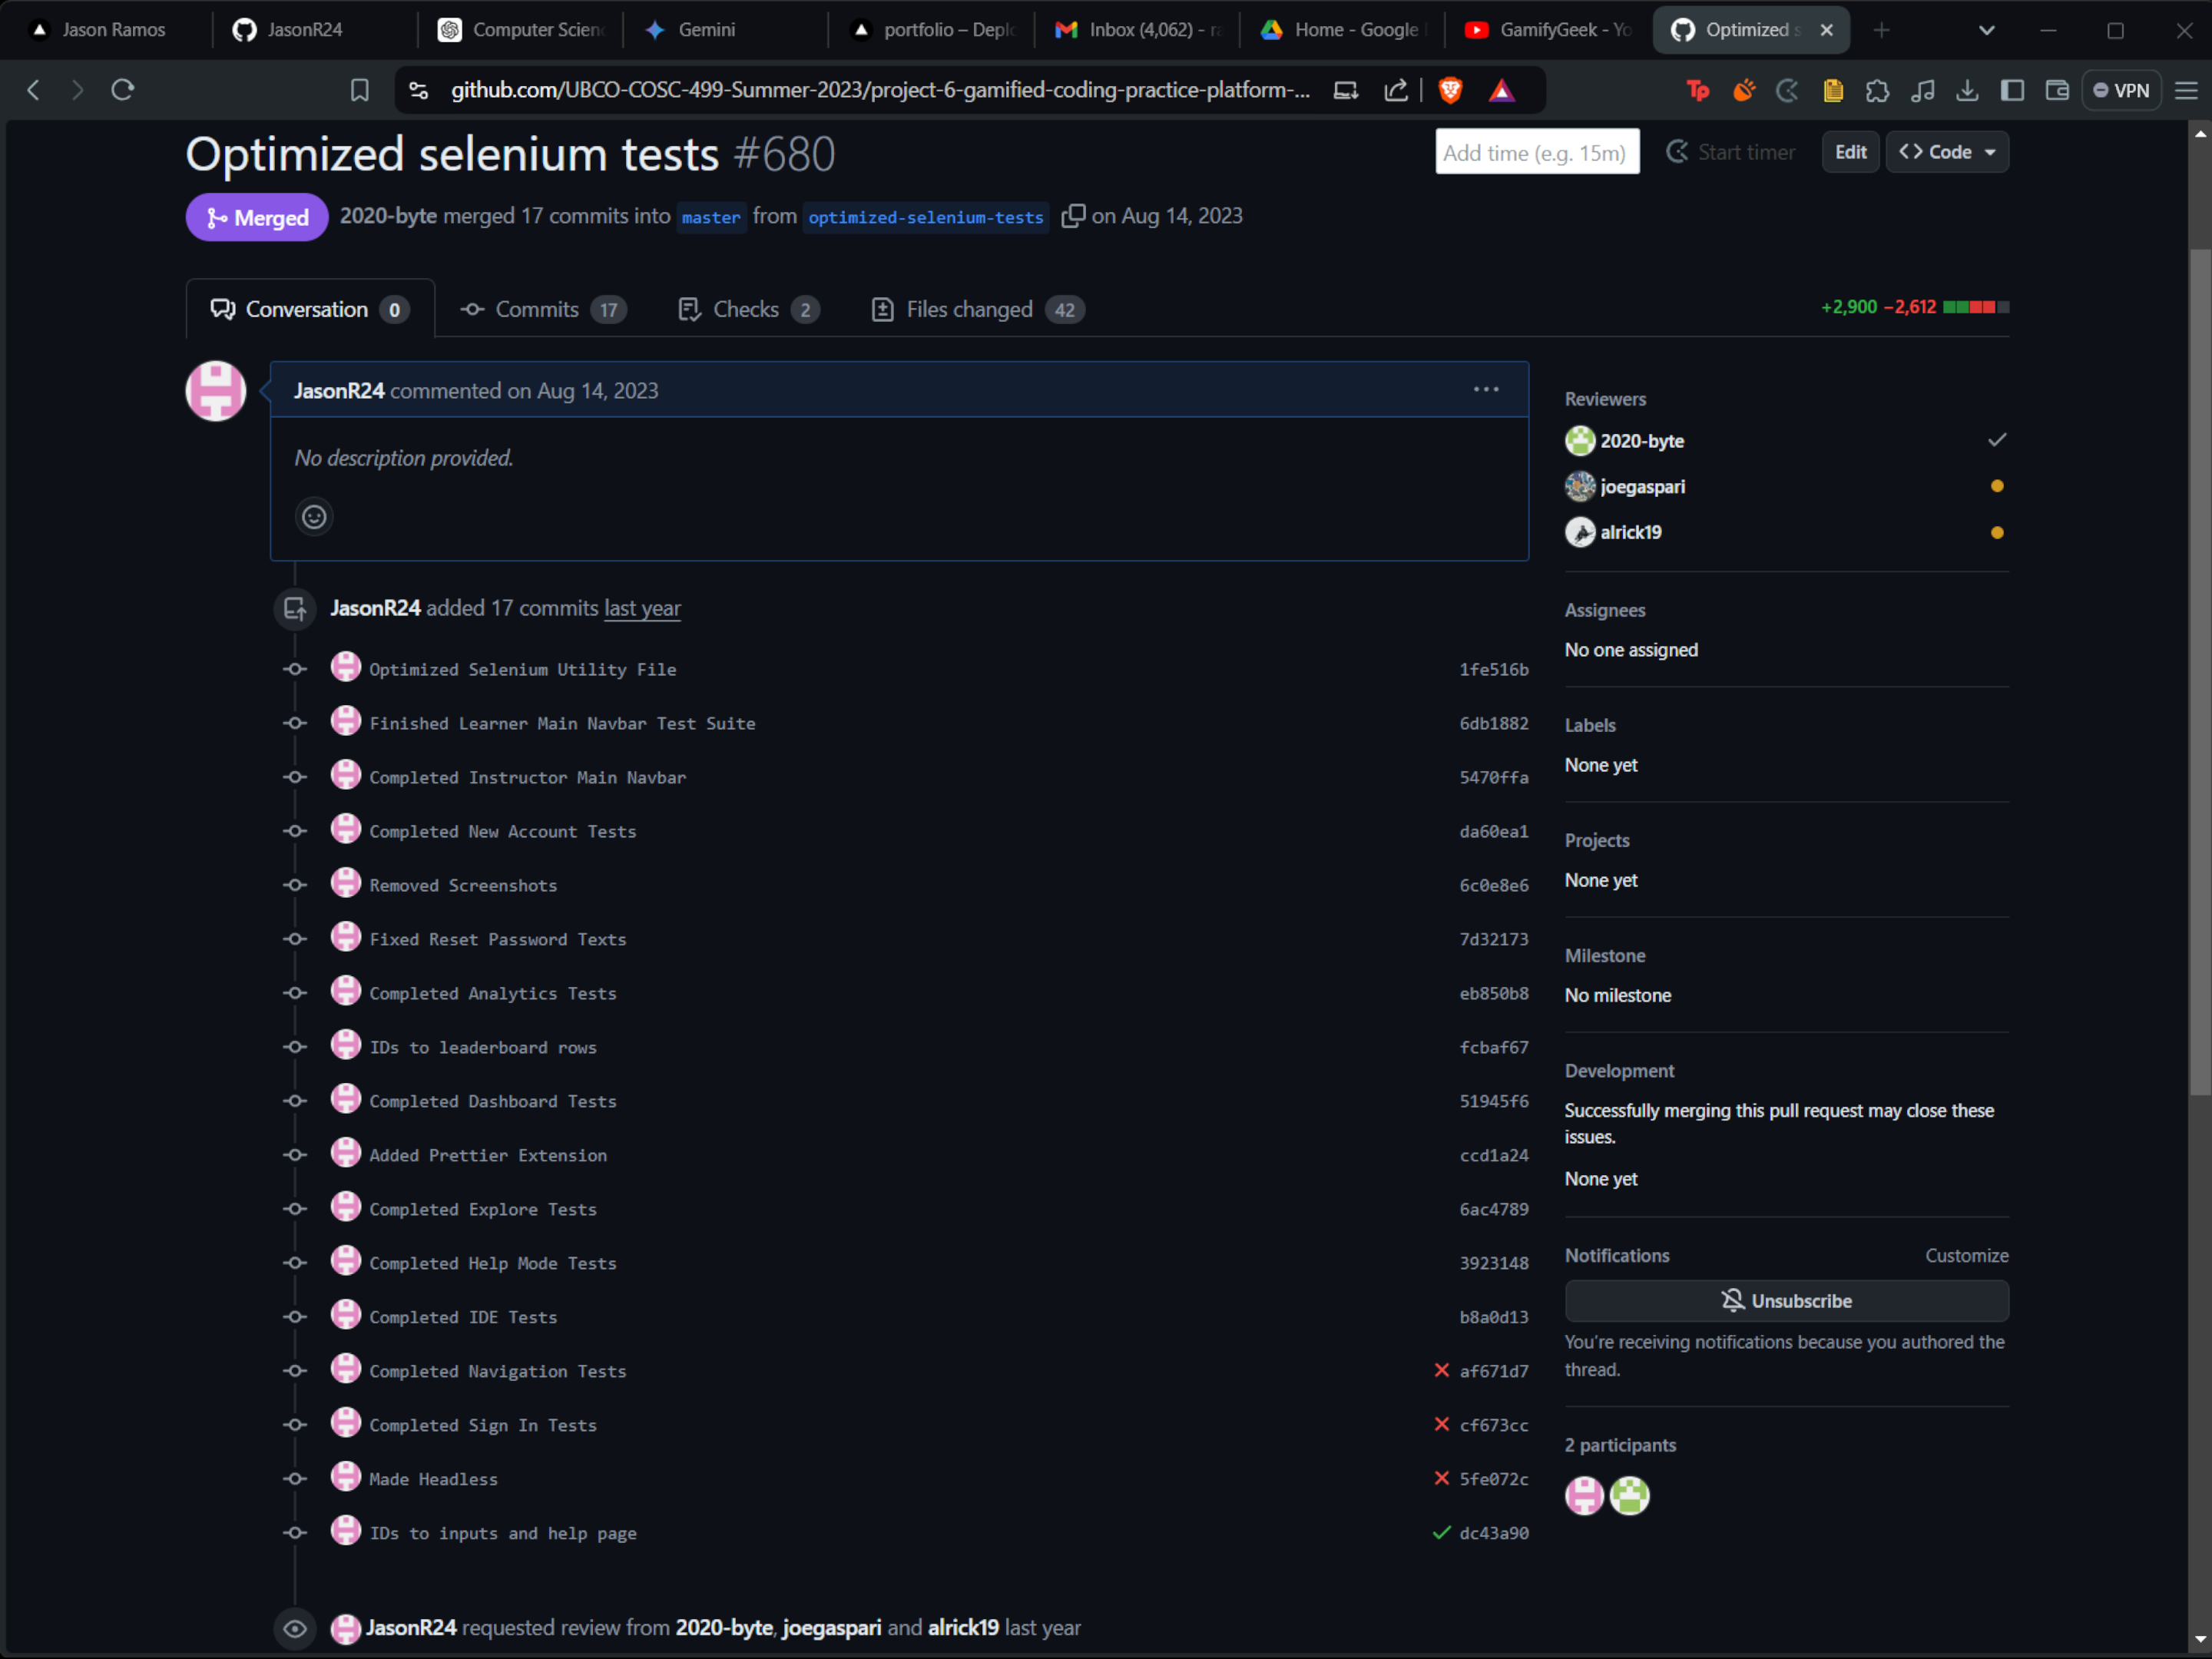 Jason Ramos
JasonR24
Computer Scien
Gemini
portfolio – Deplo
Inbox (4,062) - ra
Home - Google
GamifyGeek - Yo
Optimized s
github.com/UBCO-COSC-499-Summer-2023/project-6-gamified-coding-practice-platform-...
VPN
Optimized selenium tests #680
Add time (e.g. 15m)
Start timer
Edit
Code
Merged
2020-byte merged 17 commits into master from optimized-selenium-tests on Aug 14, 2023
Conversation 0
Commits 17
Checks 2
Files changed 42
+2,900 −2,612
JasonR24 commented on Aug 14, 2023
No description provided.
JasonR24 added 17 commits last year
Optimized Selenium Utility File 1fe516b
Finished Learner Main Navbar Test Suite 6db1882
Completed Instructor Main Navbar 5470ffa
Completed New Account Tests da60ea1
Removed Screenshots 6c0e8e6
Fixed Reset Password Texts 7d32173
Completed Analytics Tests eb850b8
IDs to leaderboard rows fcbaf67
Completed Dashboard Tests 51945f6
Added Prettier Extension ccd1a24
Completed Explore Tests 6ac4789
Completed Help Mode Tests 3923148
Completed IDE Tests b8a0d13
Completed Navigation Tests af671d7
Completed Sign In Tests cf673cc
Made Headless 5fe072c
IDs to inputs and help page dc43a90
JasonR24 requested review from 2020-byte, joegaspari and alrick19 last year
Reviewers
2020-byte
joegaspari
alrick19
Assignees
No one assigned
Labels
None yet
Projects
None yet
Milestone
No milestone
Development
Successfully merging this pull request may close these
issues.
None yet
Notifications
Customize
Unsubscribe
You're receiving notifications because you authored the
thread.
2 participants